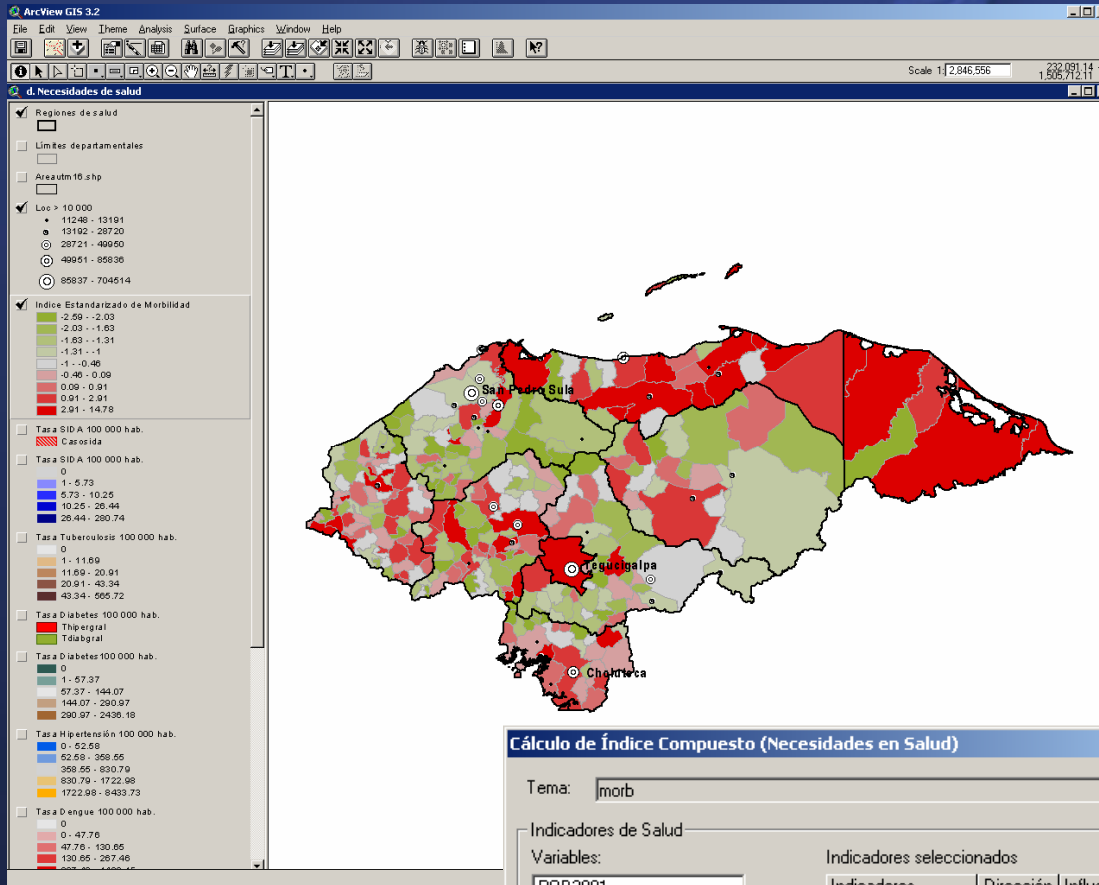 ArcView GIS 3.2
File Edit View Theme Analysis Surface Graphics Window Help
Scale 1: 2,846,556
232,091.14
1,505,712.11
d. Necesidades de salud
Regiones de salud
Límites departamentales
Areautm16.shp
Loc > 10 000
11248 - 13191
13192 - 28720
28721 - 49950
49951 - 85836
85837 - 704514
Indice Estandarizado de Morbilidad
-2.59 - -2.03
-2.03 - -1.63
-1.63 - -1.31
-1.31 - -1
-1 - -0.46
-0.46 - 0.09
0.09 - 0.91
0.91 - 2.91
2.91 - 14.78
Tasa SIDA 100 000 hab.
Casosida
Tasa SIDA 100 000 hab.
0
1 - 5.73
5.73 - 10.25
10.25 - 26.44
26.44 - 280.74
Tasa Tuberculosis 100 000 hab.
0
1 - 11.69
11.69 - 20.91
20.91 - 43.34
43.34 - 565.72
Tasa Diabetes 100 000 hab.
Thipergral
Tdiabgral
Tasa Diabetes100 000 hab.
0
1 - 57.37
57.37 - 144.07
144.07 - 290.97
290.97 - 2436.18
Tasa Hipertensión 100 000 hab.
0 - 52.58
52.58 - 358.55
358.55 - 830.79
830.79 - 1722.98
1722.98 - 8433.73
Tasa Dengue 100 000 hab.
0
0 - 47.76
47.76 - 130.65
130.65 - 267.46
San Pedro Sula
Tegucigalpa
Choluteca
Cálculo de Índice Compuesto (Necesidades en Salud)
Tema: morb
Indicadores de Salud
Variables:
Indicadores seleccionados
POB2001
Indicadores Dirección Influ